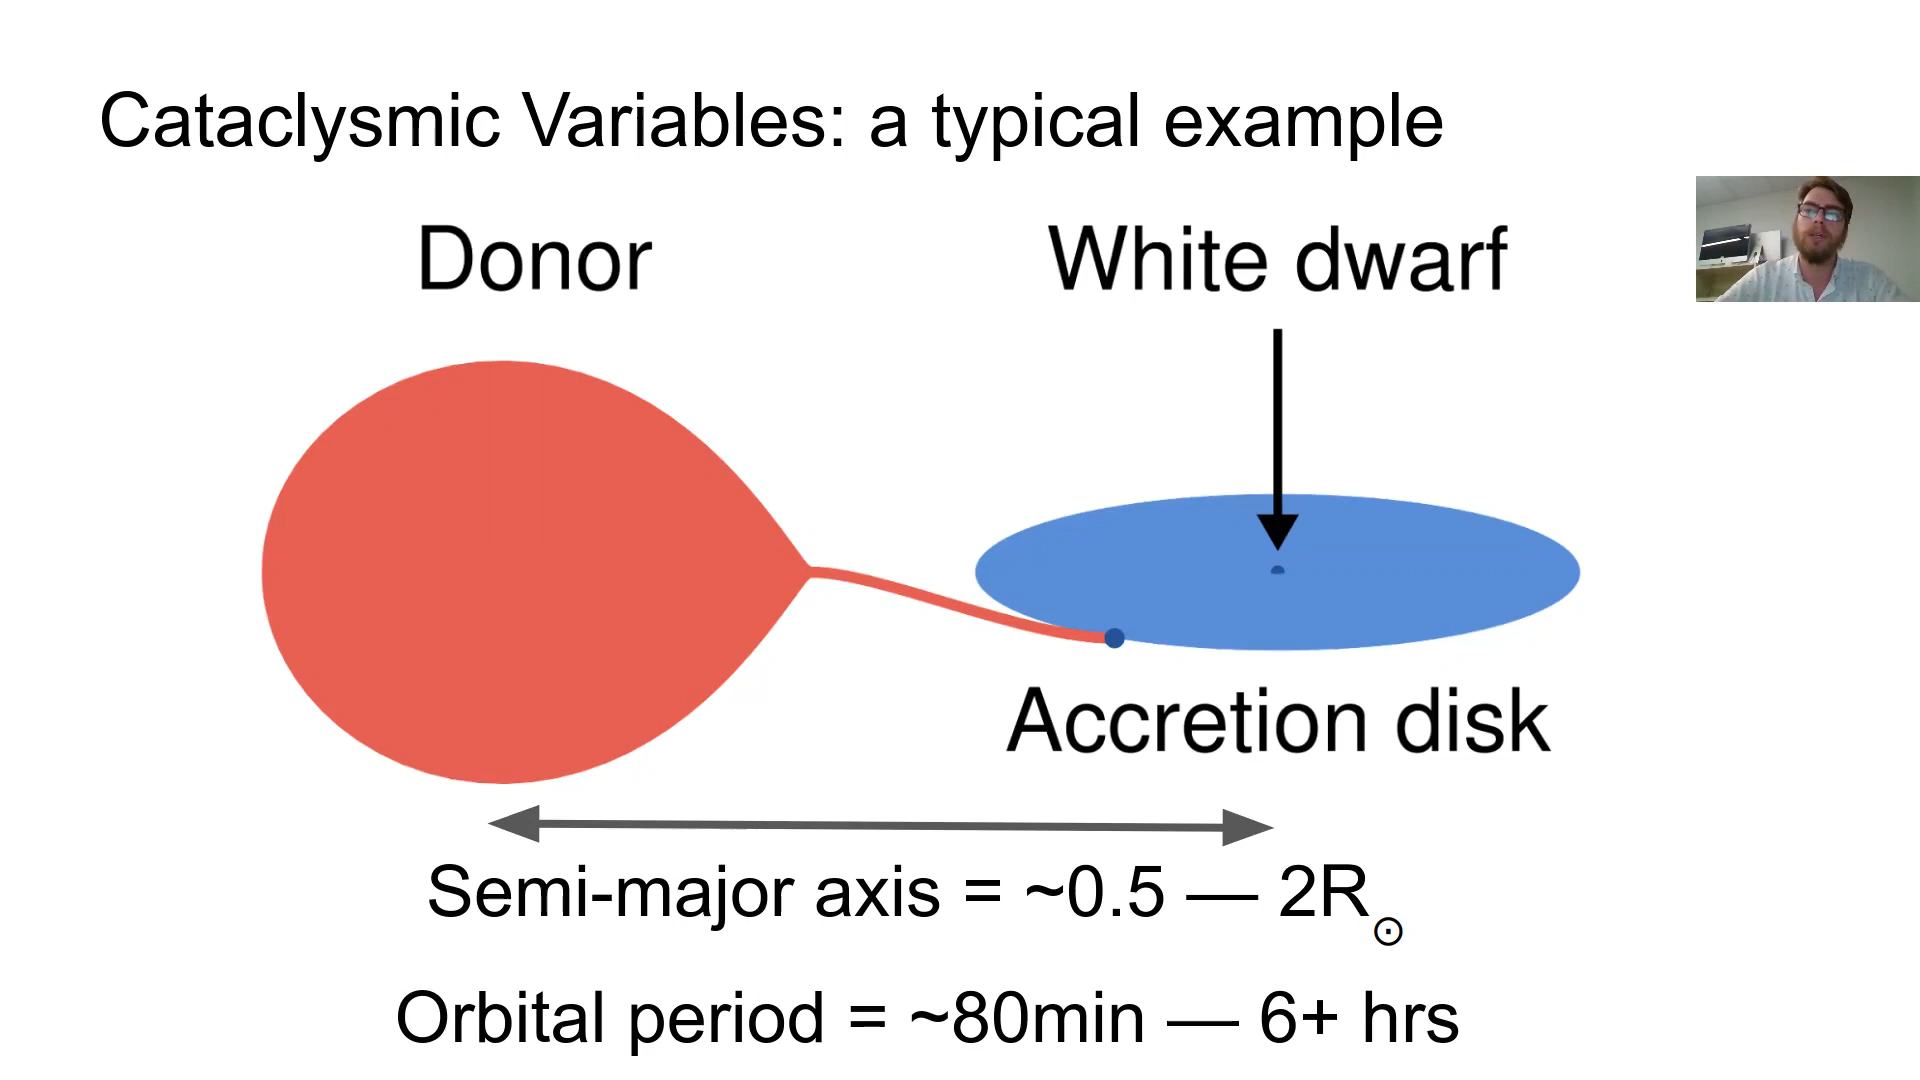 Cataclysmic Variables: a typical example
Donor
White dwarf
Accretion disk
Semi-major axis = ~0.5 — 2R☉
Orbital period = ~80min — 6+ hrs